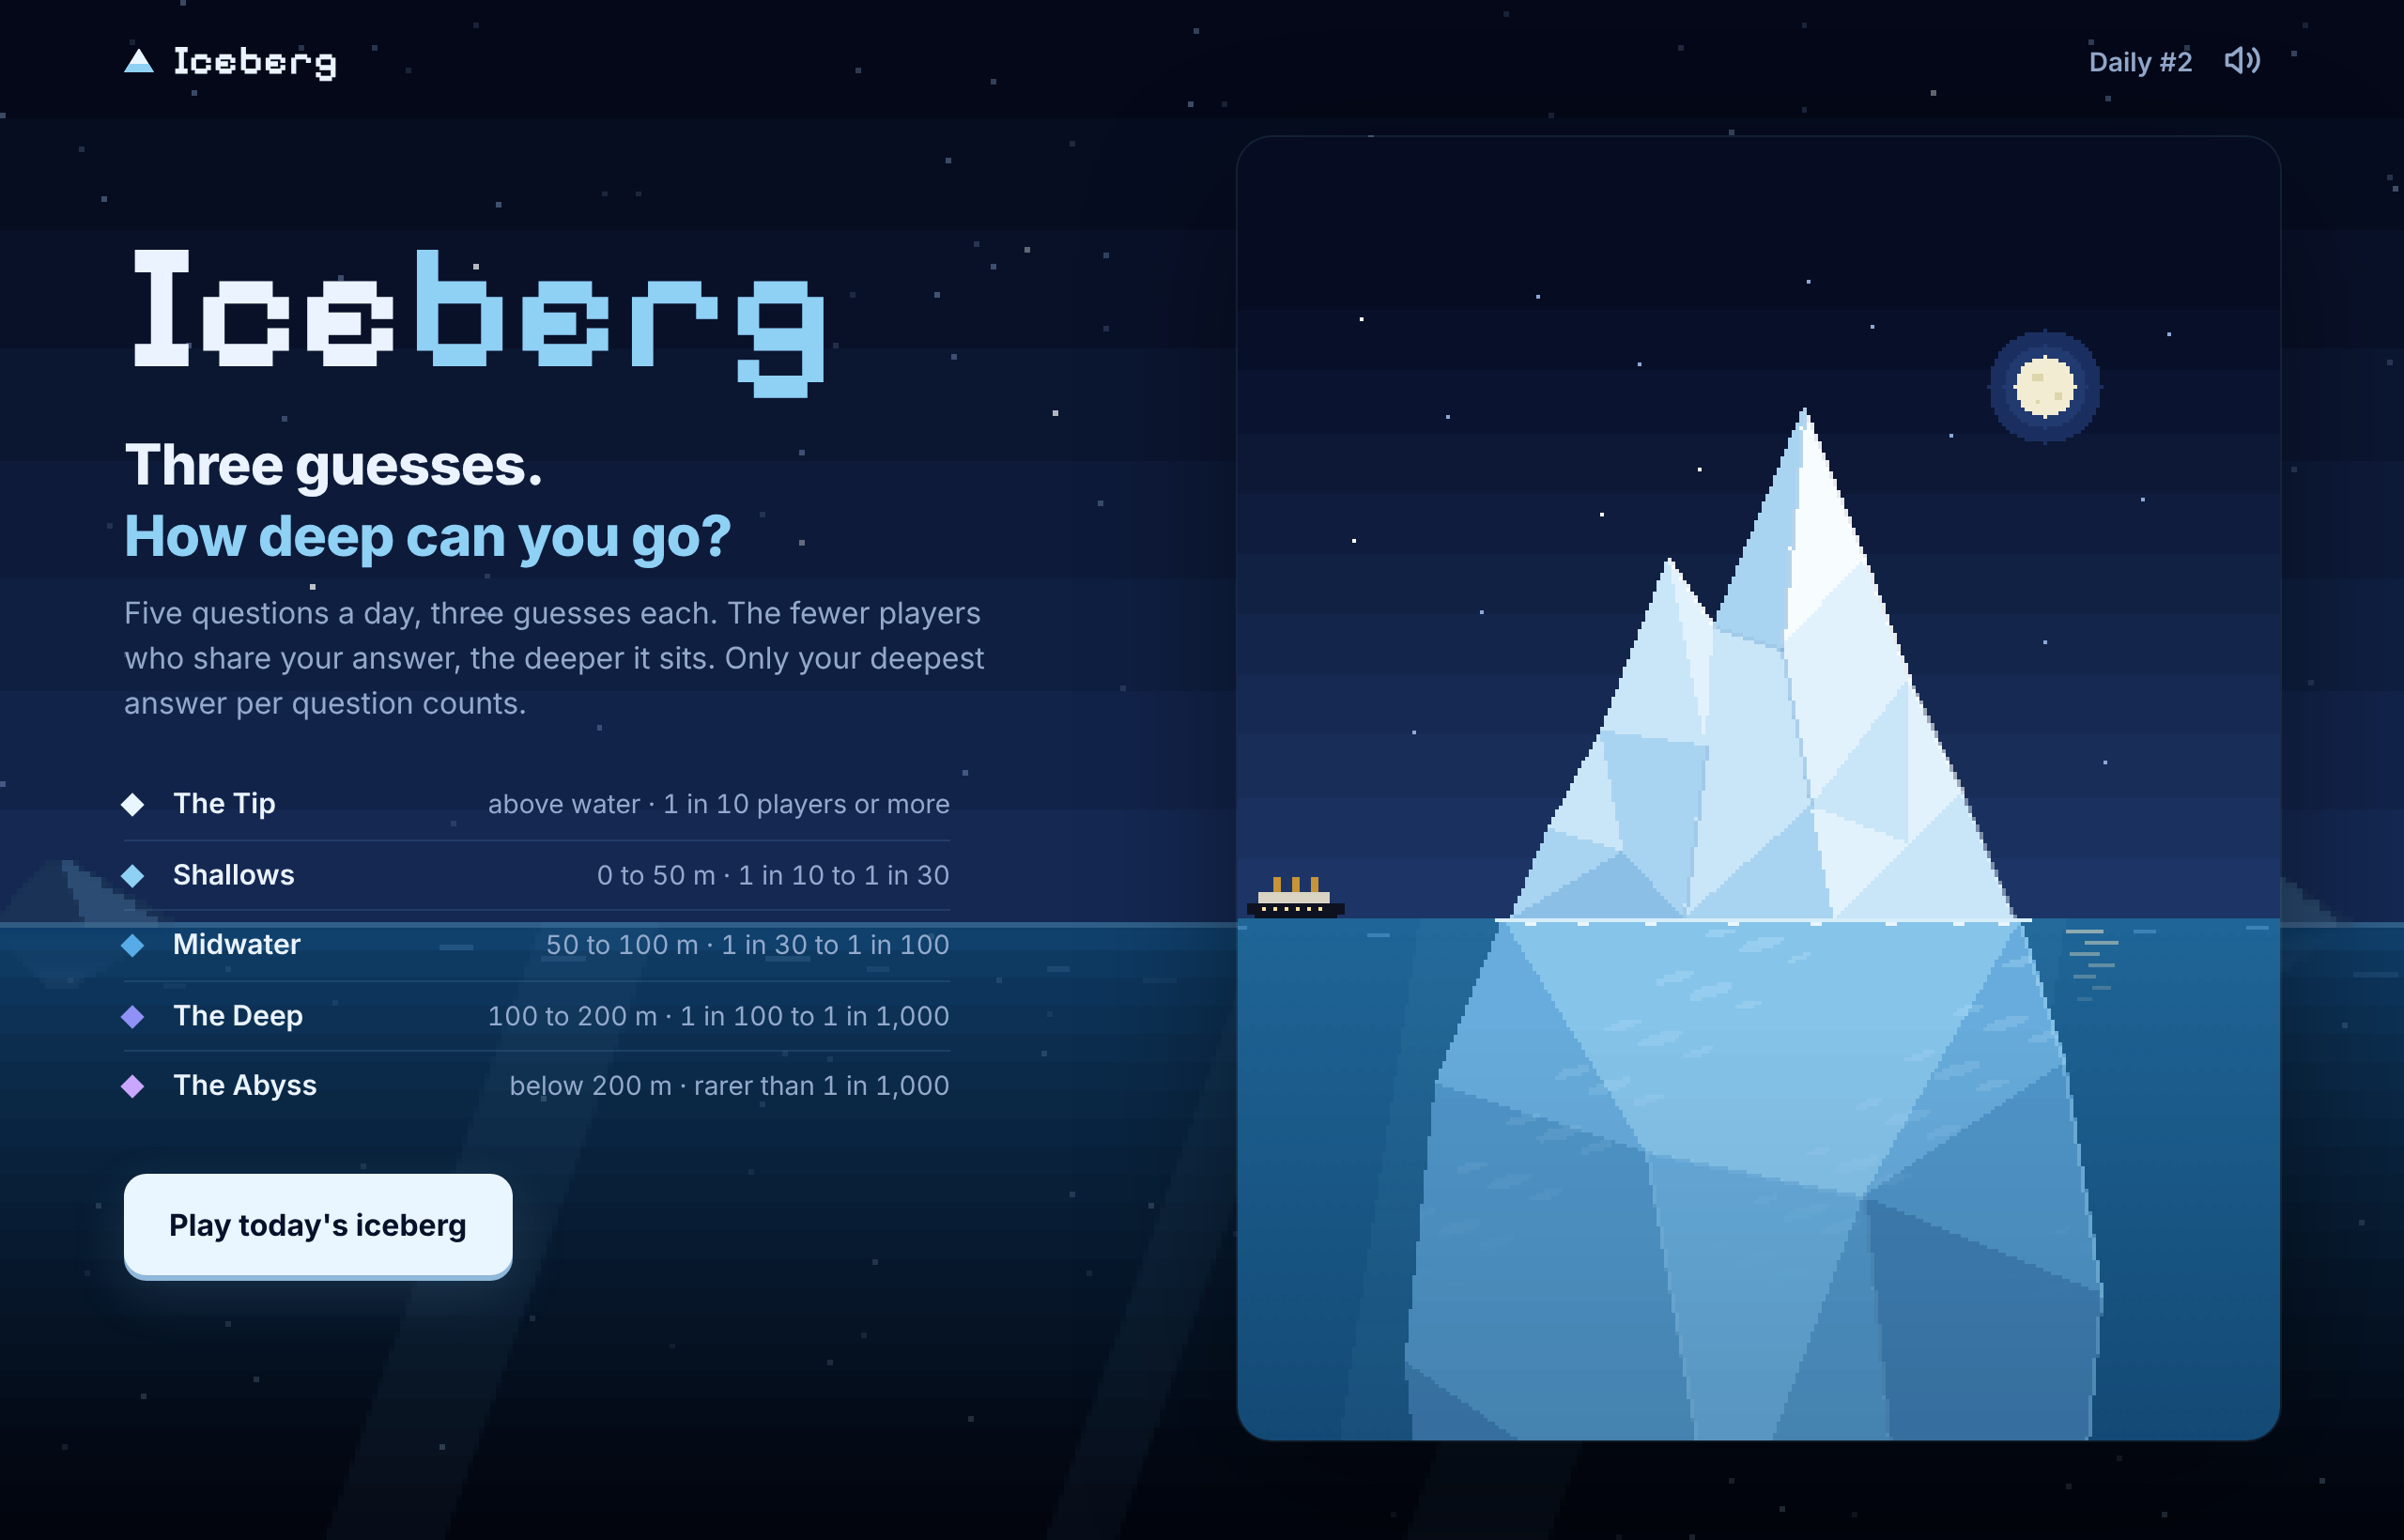 Iceberg
Daily #2
Iceberg
Three guesses.
How deep can you go?
Five questions a day, three guesses each. The fewer players
who share your answer, the deeper it sits. Only your deepest
answer per question counts.
The Tip above water · 1 in 10 players or more
Shallows 0 to 50 m · 1 in 10 to 1 in 30
Midwater 50 to 100 m · 1 in 30 to 1 in 100
The Deep 100 to 200 m · 1 in 100 to 1 in 1,000
The Abyss below 200 m · rarer than 1 in 1,000
Play today's iceberg